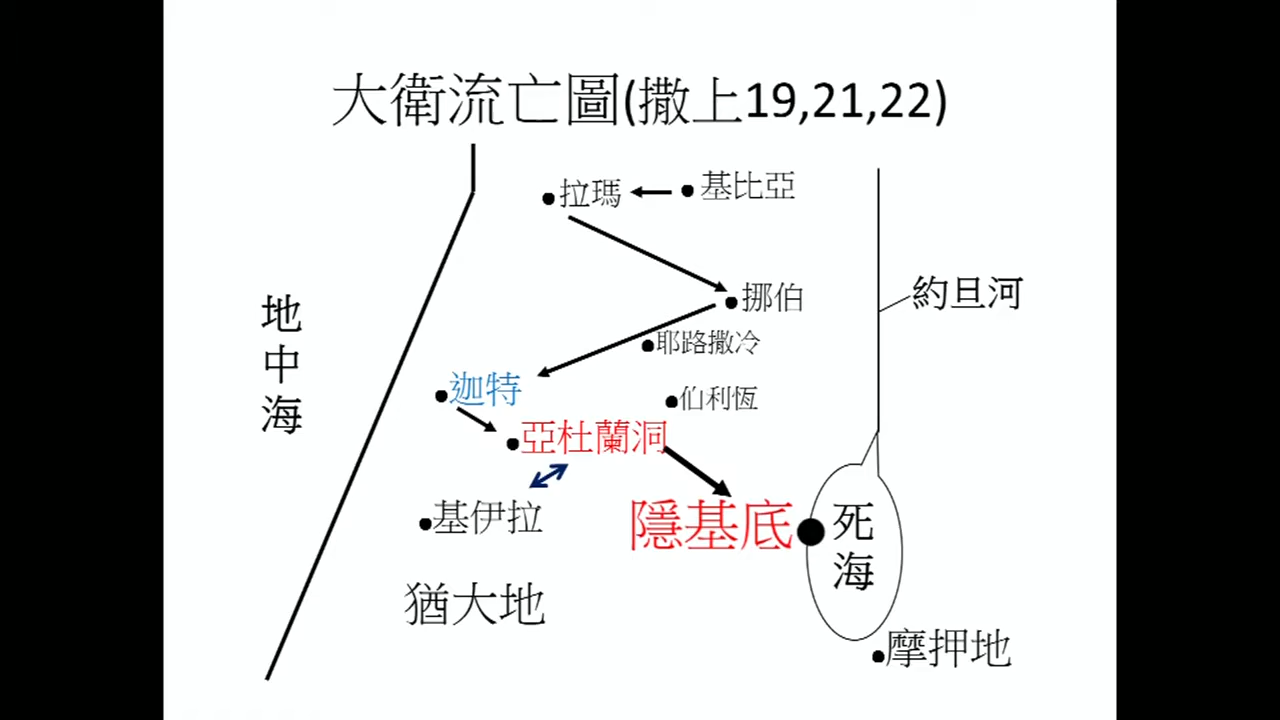 大衛流亡圖(撒上19,21,22)
拉瑪
基比亞
挪伯
約旦河
地中海
耶路撒冷
迦特
伯利恆
亞杜蘭洞
基伊拉
隱基底
死海
猶大地
摩押地